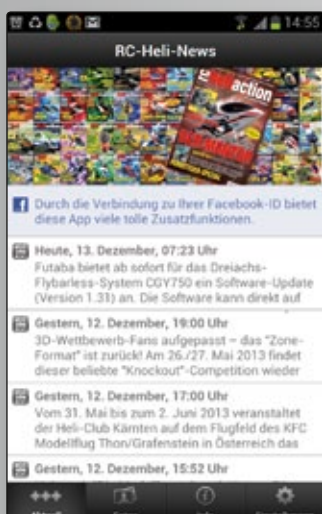 14:55
RC-Heli-News
action
Durch die Verbindung zu Ihrer Facebook-ID bietet
diese App viele tolle Zusatzfunktionen.
Heute, 13. Dezember, 07:23 Uhr
Futaba bietet ab sofort für das Dreiachs-
Flybarless-System CGY750 ein Software-Update
(Version 1.31) an. Die Software kann direkt auf
Gestern, 12. Dezember, 19:00 Uhr
3D-Wettbewerb-Fans aufgepasst – das "Zone-
Format" ist zurück! Am 26./27. Mai 2013 findet
dieser beliebte "Knockout"-Competition wieder
Gestern, 12. Dezember, 17:00 Uhr
Vom 31. Mai bis zum 2. Juni 2013 veranstaltet
der Heli-Club Kärnten auf dem Flugfeld des KFC
Modellflug Thon/Grafenstein in Österreich das
Gestern, 12. Dezember, 15:52 Uhr